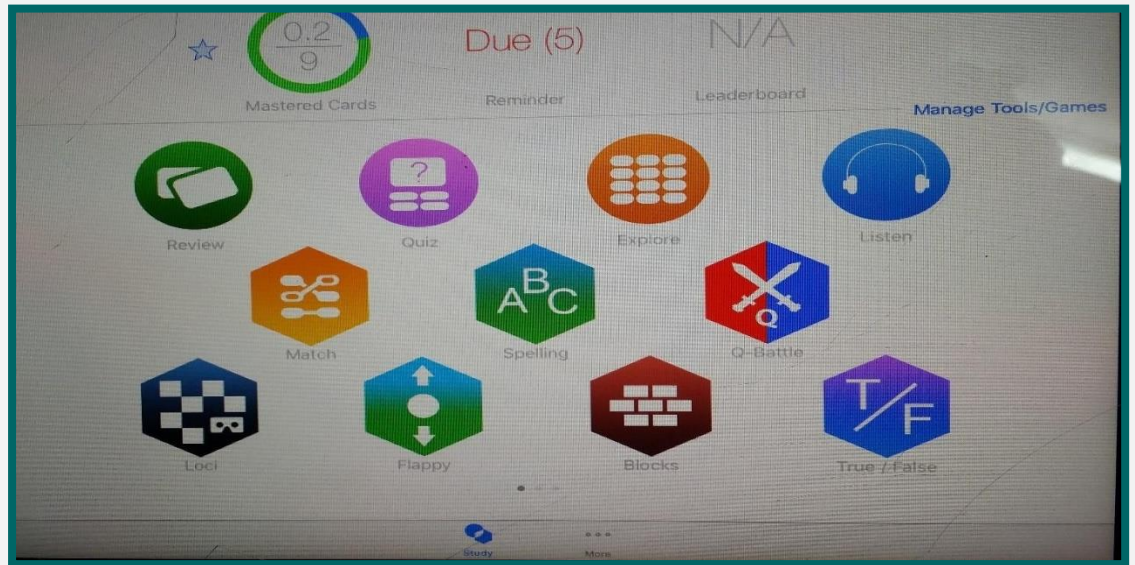 0.2
9
Due (5)
N/A
Mastered Cards
Reminder
Leaderboard
Manage Tools/Games
?
Review
Quiz
Explore
Listen
A B C
Q
Match
Spelling
Q-Battle
T/F
Loci
Flappy
Blocks
True / False
Study
More